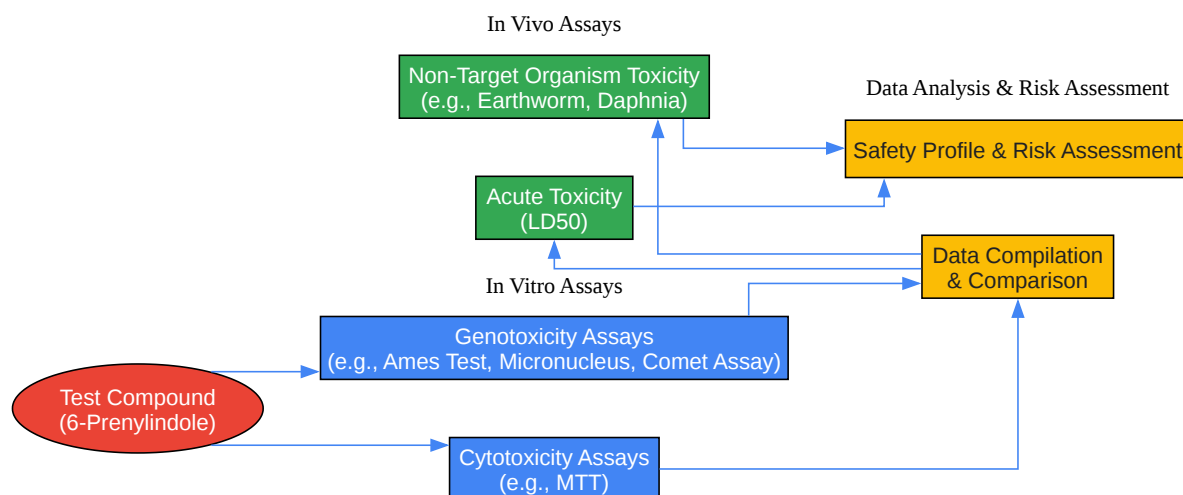 In Vivo Assays
Non-Target Organism Toxicity
(e.g., Earthworm, Daphnia)
Data Analysis & Risk Assessment
Safety Profile & Risk Assessment
Acute Toxicity
(LD50)
Data Compilation
& Comparison
In Vitro Assays
Genotoxicity Assays
(e.g., Ames Test, Micronucleus, Comet Assay)
Test Compound
(6-Prenylindole)
Cytotoxicity Assays
(e.g., MTT)